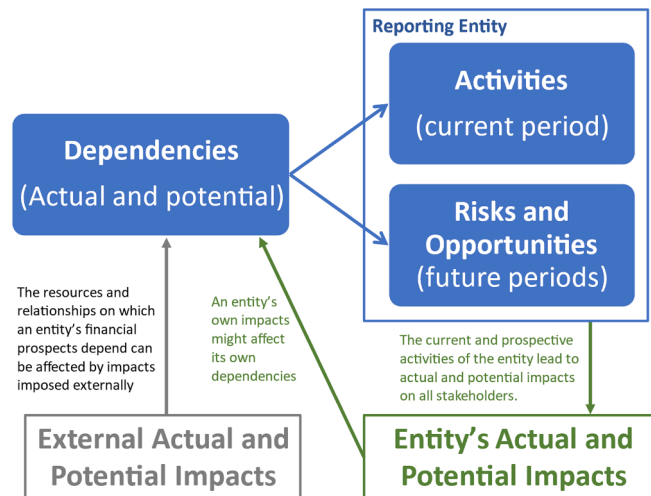 Reporting Entity
Activities
(current period)
Dependencies
(Actual and potential)
Risks and
Opportunities
(future periods)
The resources and
relationships on which
an entity's financial
prospects depend can
be affected by impacts
imposed externally
An entity's
own impacts
might affect
its own
dependencies
The current and prospective
activities of the entity lead to
actual and potential impacts
on all stakeholders.
External Actual and
Potential Impacts
Entity's Actual and
Potential Impacts